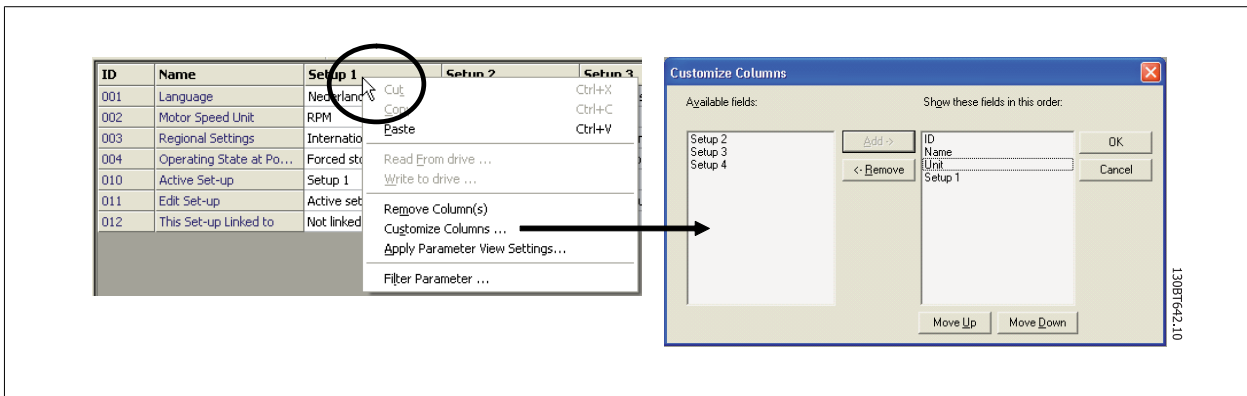 ID Name Setup 1 Setup 2 Setup 3
001 Language
002 Motor Speed Unit RPM
003 Regional Settings
004 Operating State at Po...
010 Active Set-up Setup 1
011 Edit Set-up Active set
012 This Set-up Linked to Not linked
Cut Ctrl+X
Copy Ctrl+C
Paste Ctrl+V
Read From drive ...
Write to drive ...
Remove Column(s)
Customize Columns ...
Apply Parameter View Settings...
Filter Parameter ...
Customize Columns
Available fields:
Setup 2
Setup 3
Setup 4
Add ->
<- Remove
Show these fields in this order:
ID
Name
Unit
Setup 1
OK
Cancel
Move Up Move Down
130BT642.10